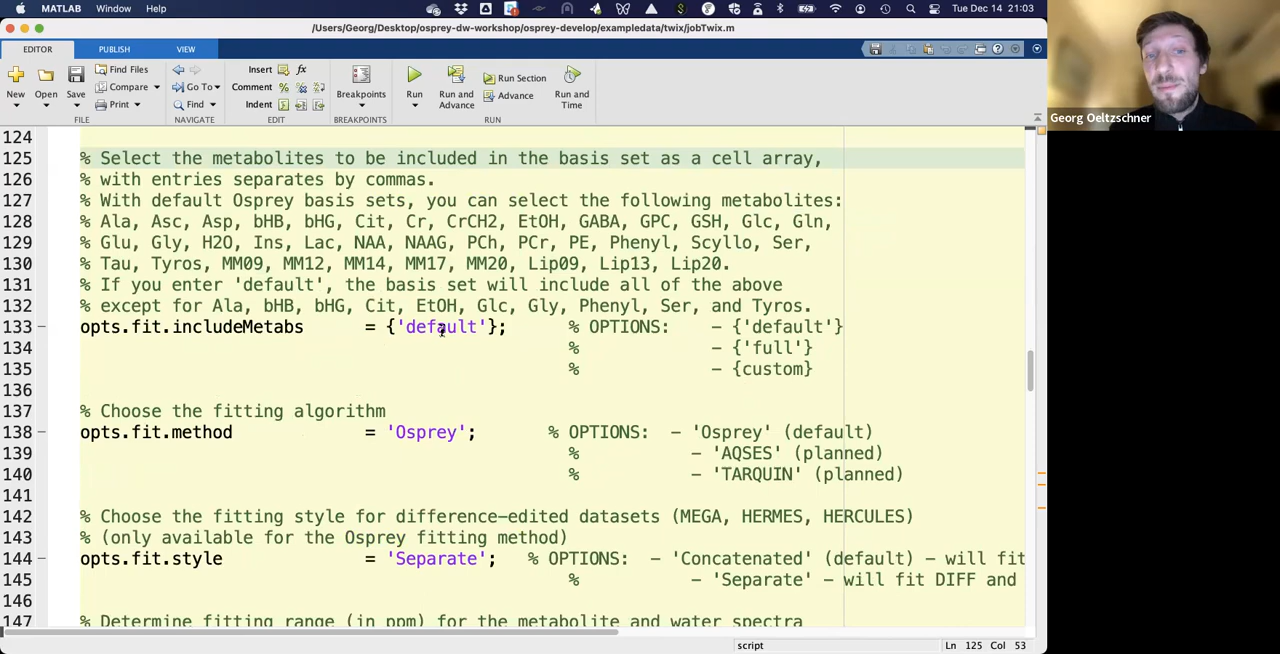 MATLAB Window Help
Tue Dec 14 21:03
/Users/Georg/Desktop/osprey-dw-workshop/osprey-develop/exampledata/twix/jobTwix.m
EDITOR PUBLISH VIEW
New Open Save Find Files Compare Print
Go To Find
Insert fx
Comment
Indent
Breakpoints
Run Run and Advance Run Section Advance Run and Time
FILE NAVIGATE EDIT BREAKPOINTS RUN
Georg Oeltzschner
124
125 % Select the metabolites to be included in the basis set as a cell array,
126 % with entries separates by commas.
127 % With default Osprey basis sets, you can select the following metabolites:
128 % Ala, Asc, Asp, bHB, bHG, Cit, Cr, CrCH2, EtOH, GABA, GPC, GSH, Glc, Gln,
129 % Glu, Gly, H2O, Ins, Lac, NAA, NAAG, PCh, PCr, PE, Phenyl, Scyllo, Ser,
130 % Tau, Tyros, MM09, MM12, MM14, MM17, MM20, Lip09, Lip13, Lip20.
131 % If you enter 'default', the basis set will include all of the above
132 % except for Ala, bHB, bHG, Cit, EtOH, Glc, Gly, Phenyl, Ser, and Tyros.
133 – opts.fit.includeMetabs = {'default'}; % OPTIONS: - {'default'}
134 % - {'full'}
135 % - {custom}
136
137 % Choose the fitting algorithm
138 – opts.fit.method = 'Osprey'; % OPTIONS: - 'Osprey' (default)
139 % - 'AQSES' (planned)
140 % - 'TARQUIN' (planned)
141
142 % Choose the fitting style for difference-edited datasets (MEGA, HERMES, HERCULES)
143 % (only available for the Osprey fitting method)
144 – opts.fit.style = 'Separate'; % OPTIONS: - 'Concatenated' (default) - will fit
145 % - 'Separate' - will fit DIFF and
146
147 % Determine fitting range (in ppm) for the metabolite and water spectra
script Ln 125 Col 53